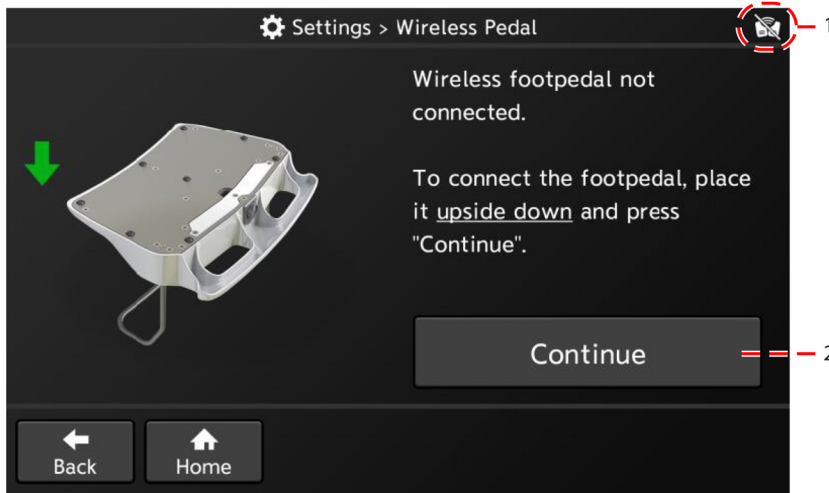 Settings > Wireless Pedal
1
Wireless footpedal not
connected.
To connect the footpedal, place
it upside down and press
"Continue".
Continue
2
Back
Home